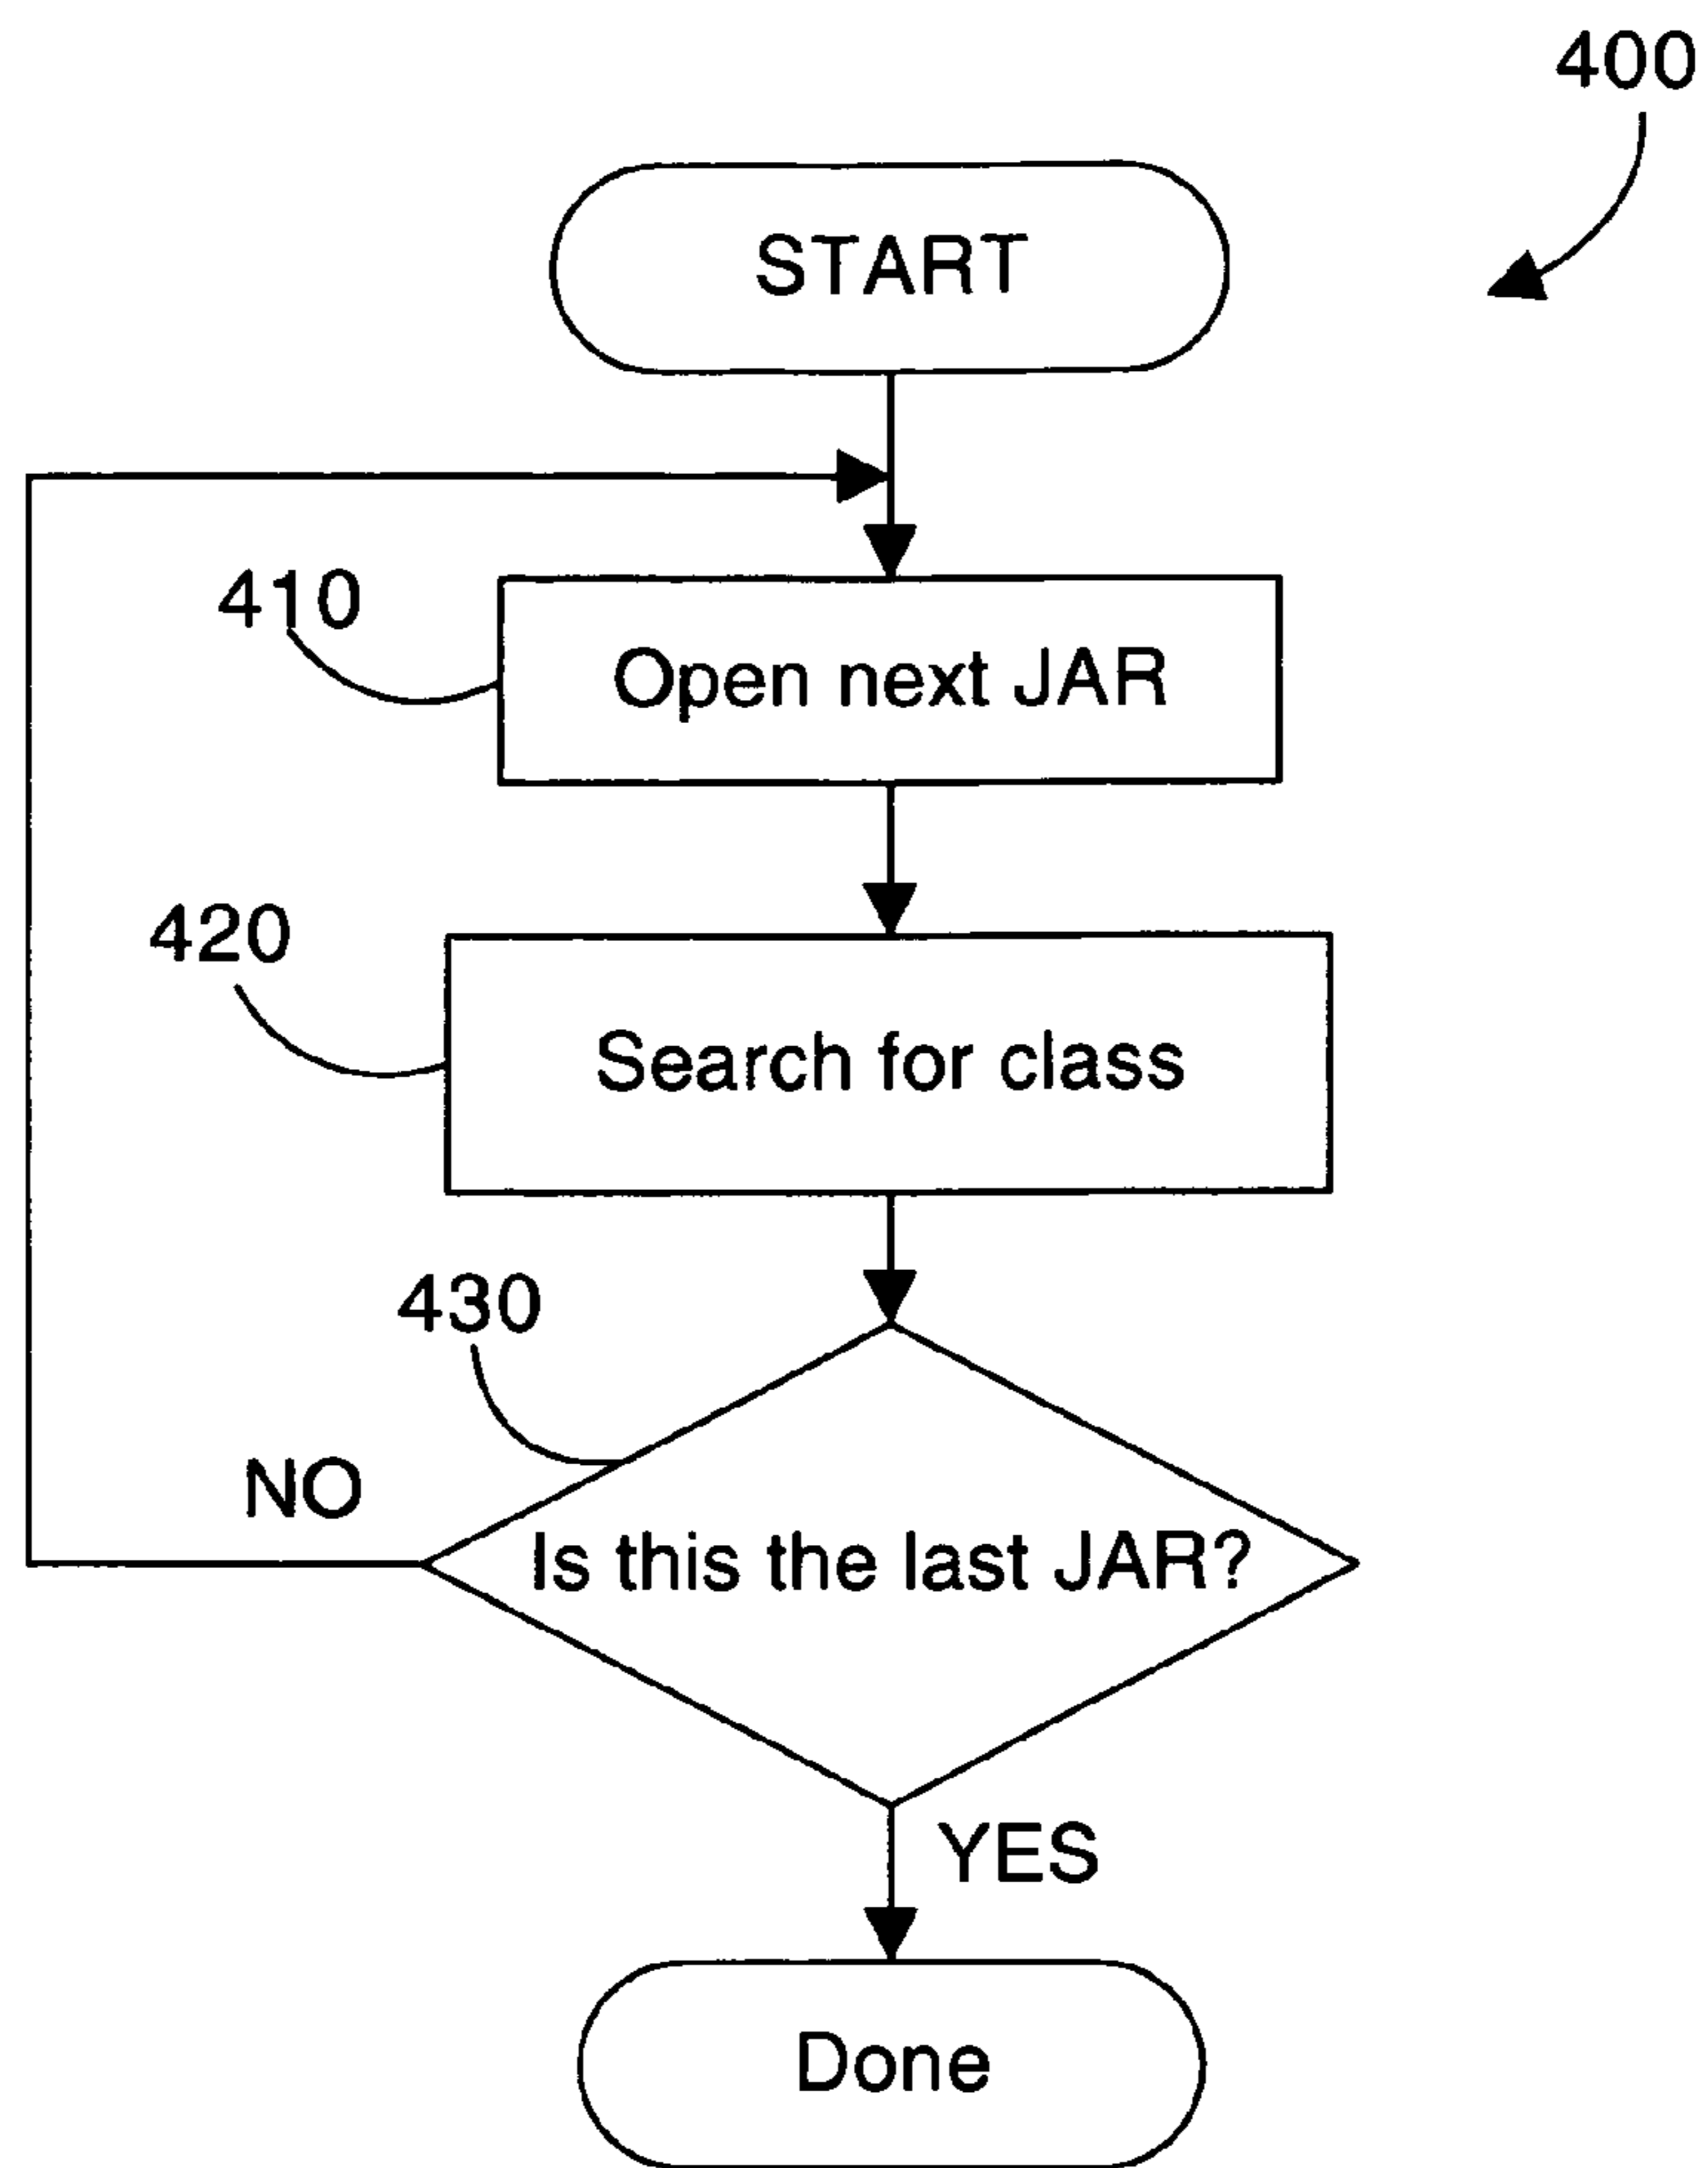 400
START
410
Open next JAR
420
Search for class
430
NO
Is this the last JAR?
YES
Done